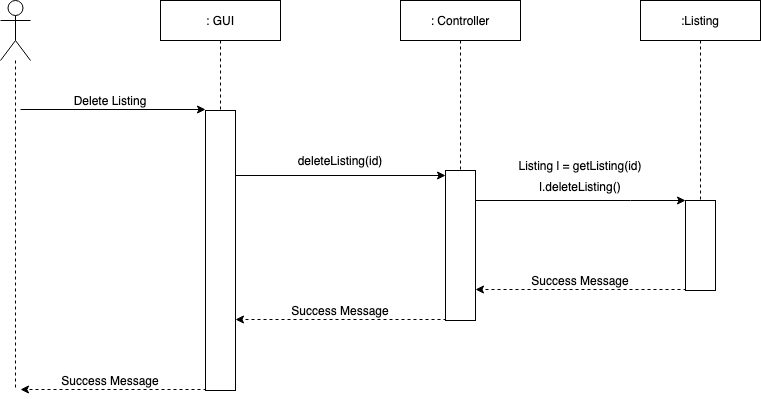 : GUI
: Controller
:Listing
Delete Listing
deleteListing(id)
Listing l = getListing(id)
l.deleteListing()
Success Message
Success Message
Success Message